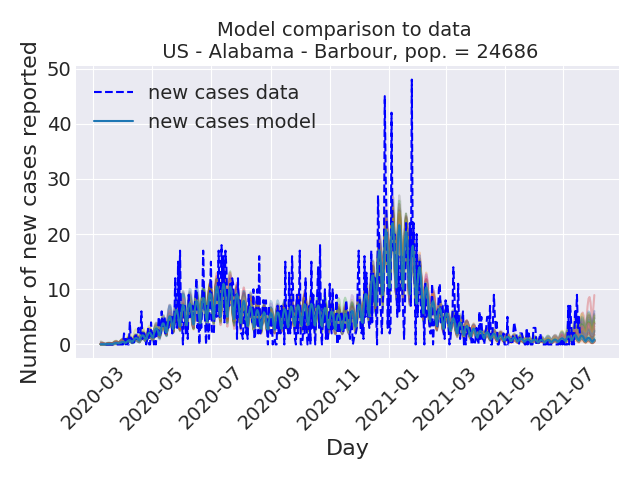 Model comparison to data
US - Alabama - Barbour, pop. = 24686
Number of new cases reported
50
40
30
20
10
0
new cases data
new cases model
2020-03
2020-05
2020-07
2020-09
2020-11
2021-01
2021-03
2021-05
2021-07
Day